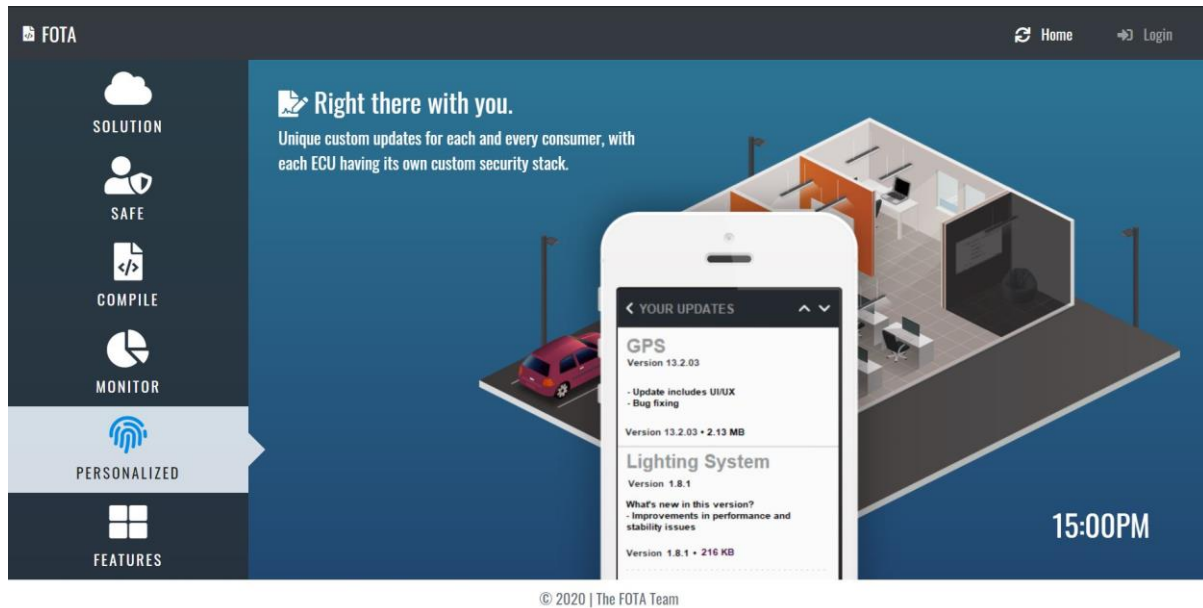 FOTA
Home
Login
SOLUTION
SAFE
COMPILE
MONITOR
PERSONALIZED
FEATURES
Right there with you.
Unique custom updates for each and every consumer, with
each ECU having its own custom security stack.
YOUR UPDATES
GPS
Version 13.2.03
- Update includes UI/UX
- Bug fixing
Version 13.2.03 • 2.13 MB
Lighting System
Version 1.8.1
What's new in this version?
- Improvements in performance and
stability issues
Version 1.8.1 • 216 KB
15:00PM
© 2020 | The FOTA Team